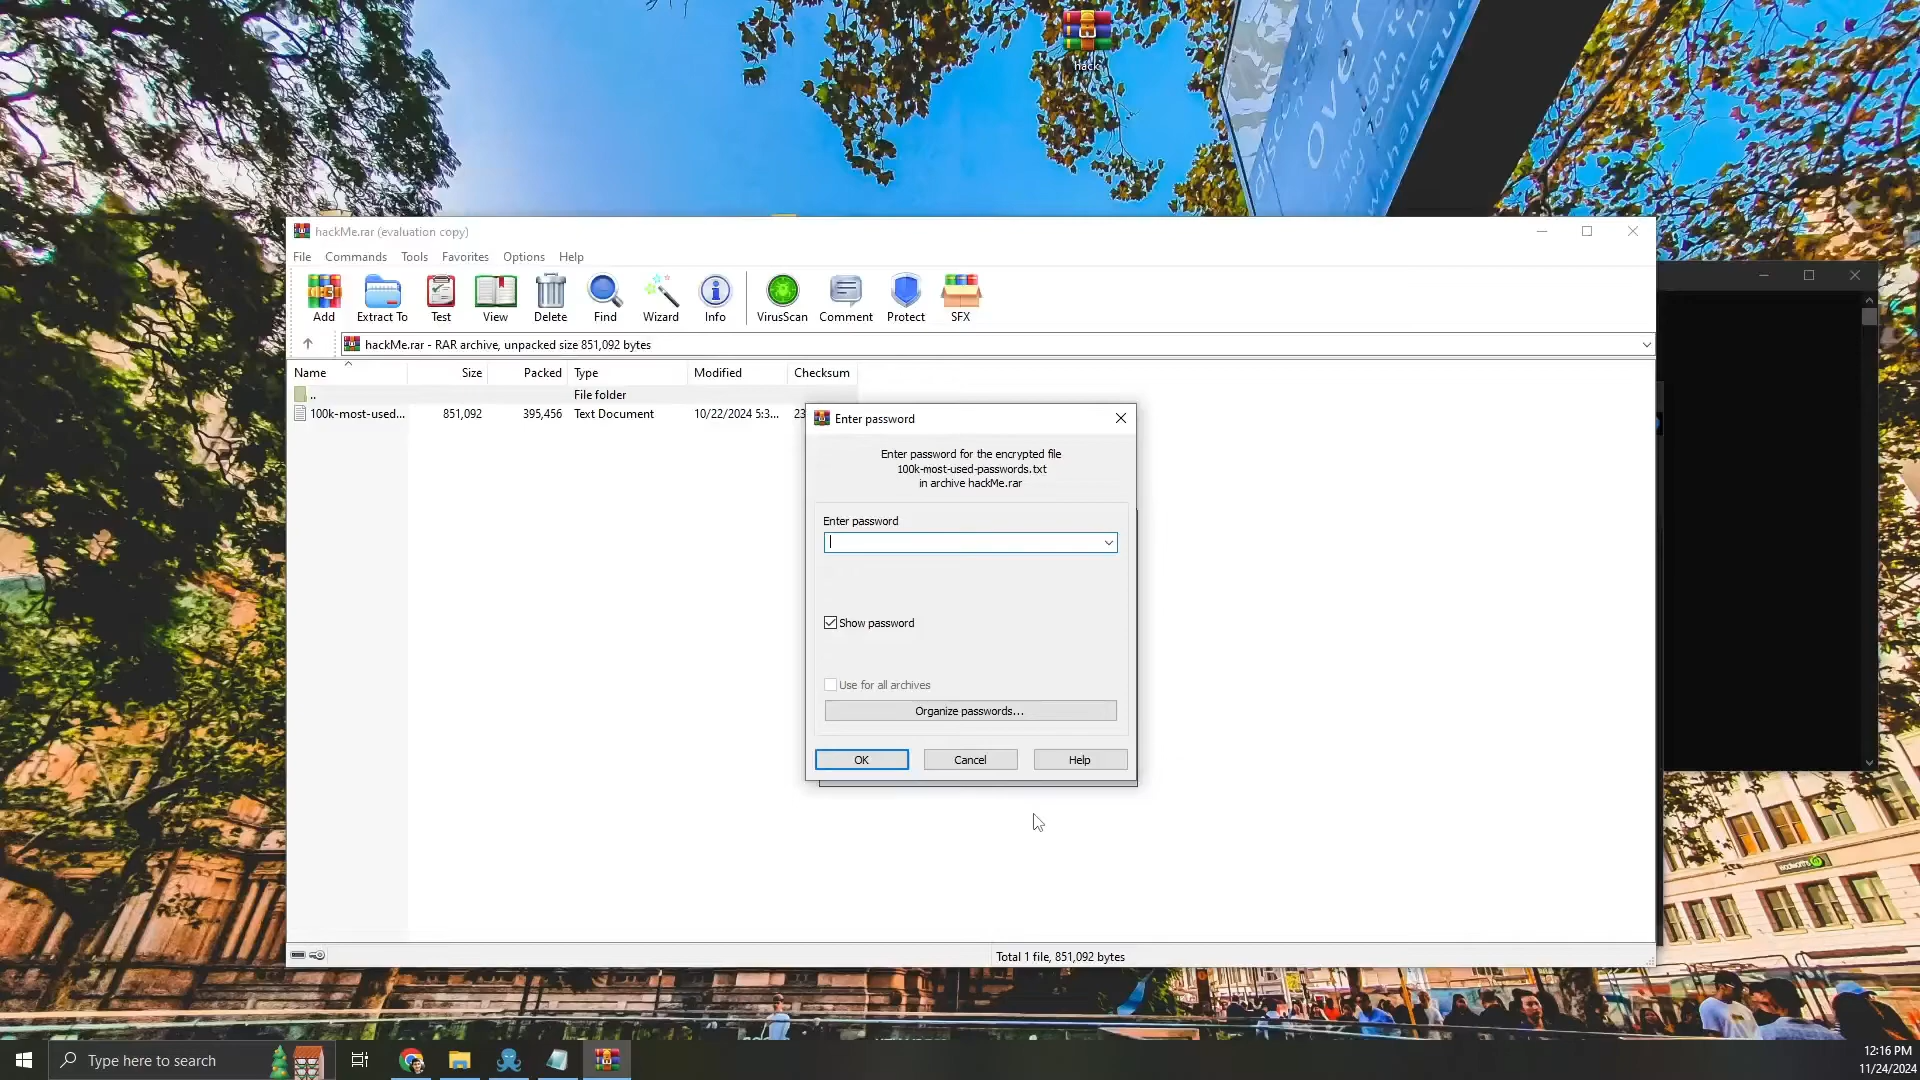 hack
Over
hackMe.rar (evaluation copy)
File Commands Tools Favorites Options Help
Add Extract To Test View Delete Find Wizard Info VirusScan Comment Protect SFX
hackMe.rar - RAR archive, unpacked size 851,092 bytes
Name Size Packed Type Modified Checksum
.. File folder
100k-most-used... 851,092 395,456 Text Document 10/22/2024 5:3... 23
Enter password
Enter password for the encrypted file
100k-most-used-passwords.txt
in archive hackMe.rar
Enter password
Show password
Use for all archives
Organize passwords...
OK Cancel Help
Total 1 file, 851,092 bytes
woolworths
Type here to search
12:16 PM
11/24/2024